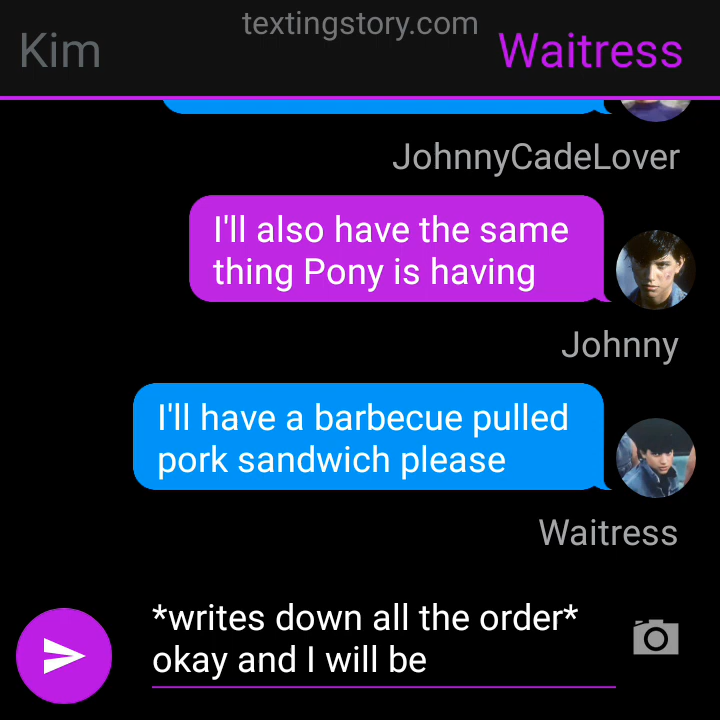 textingstory.com
Kim
Waitress
JohnnyCadeLover
I'll also have the same
thing Pony is having
Johnny
I'll have a barbecue pulled
pork sandwich please
Waitress
*writes down all the order*
okay and I will be